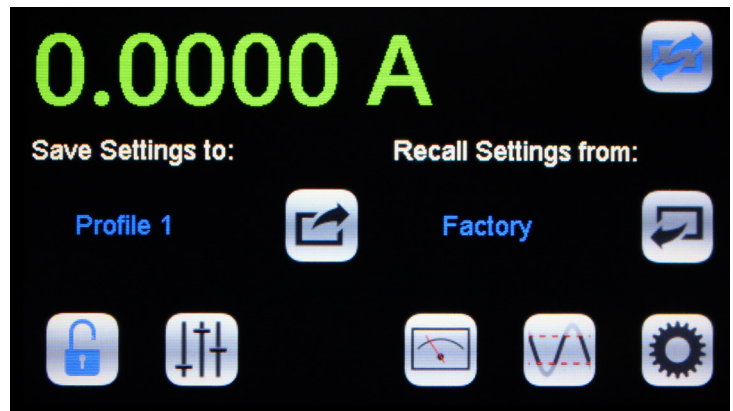 0.0000 A
Save Settings to:
Recall Settings from:
Profile 1
Factory